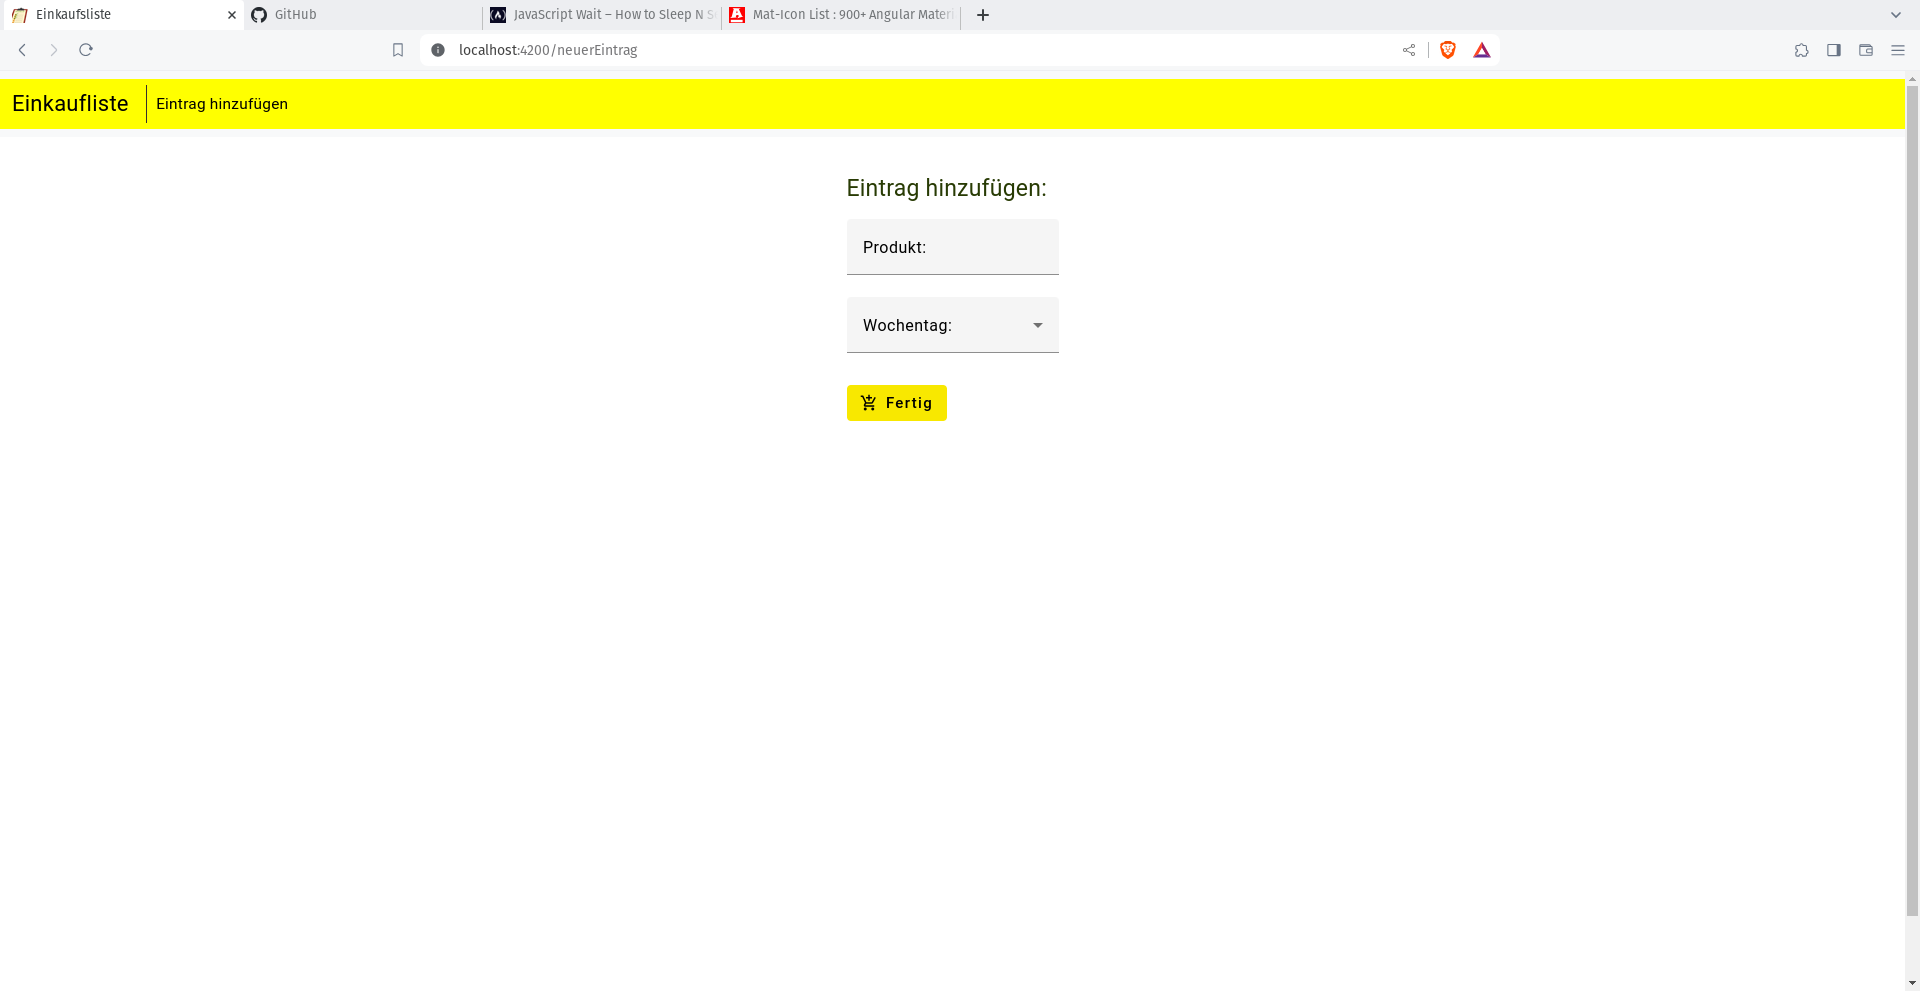 Einkaufsliste
GitHub
JavaScript Wait – How to Sleep N S
Mat-Icon List : 900+ Angular Materi
localhost:4200/neuerEintrag
Einkaufliste
Eintrag hinzufügen
Eintrag hinzufügen:
Produkt:
Wochentag:
Fertig